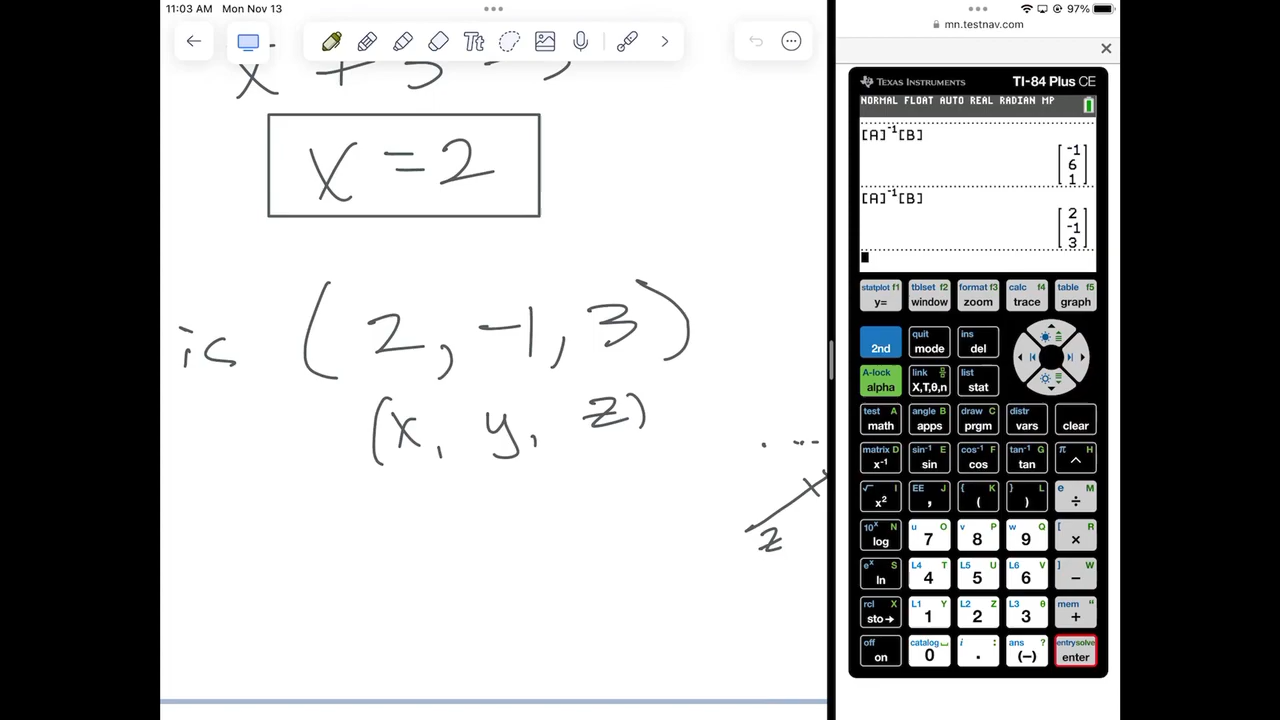 11:03 AM Mon Nov 13
97%
mn.testnav.com
Tt
x = 2
is (2, -1, 3)
(x, y, z)
x
z
TEXAS INSTRUMENTS TI-84 Plus CE
NORMAL FLOAT AUTO REAL RADIAN MP
[A]⁻¹[B]
[-1
6
1]
[A]⁻¹[B]
[2
-1
3]
statplot f1 tblset f2 format f3 calc f4 table f5
y= window zoom trace graph
quit ins
2nd mode del
A-lock link list
alpha X,T,θ,n stat
test A angle B draw C distr
math apps prgm vars clear
matrix D sin⁻¹ E cos⁻¹ F tan⁻¹ G π H
x⁻¹ sin cos tan ^
√ I EE J { K } L e M
x² , ( ) ÷
10ˣ N u O v P w Q [ R
log 7 8 9 ×
eˣ S L4 T L5 U L6 V ] W
ln 4 5 6 −
rcl X L1 Y L2 Z L3 θ mem "
sto→ 1 2 3 +
off catalog i : ans ? entry solve
on 0 . (−) enter